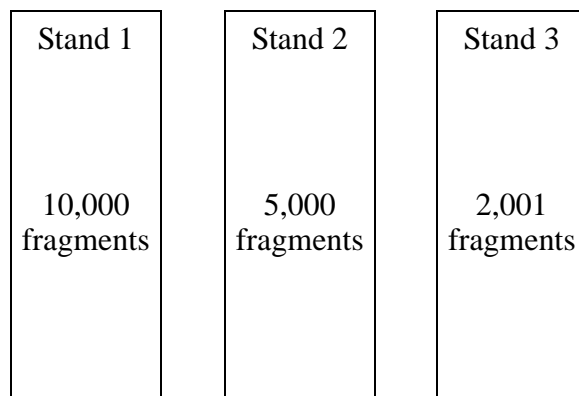 Stand 1
10,000
fragments
Stand 2
5,000
fragments
Stand 3
2,001
fragments